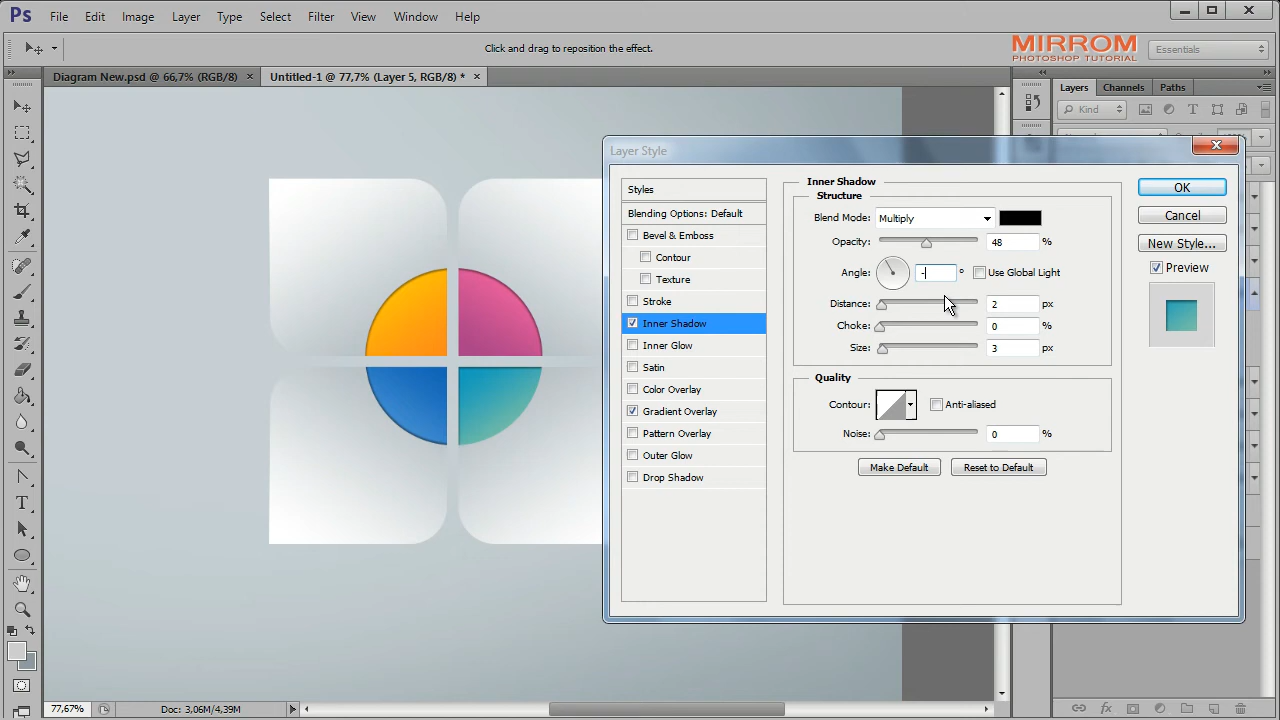 Ps File Edit Image Layer Type Select Filter View Window Help
Click and drag to reposition the effect.
MIRROM
PHOTOSHOP TUTORIAL
Essentials
Diagram New.psd @ 66,7% (RGB/8) × Untitled-1 @ 77,7% (Layer 5, RGB/8) * ×
Layers Channels Paths
Kind
Layer Style
Styles
Blending Options: Default
Bevel & Emboss
Contour
Texture
Stroke
Inner Shadow
Inner Glow
Satin
Color Overlay
Gradient Overlay
Pattern Overlay
Outer Glow
Drop Shadow
Inner Shadow
Structure
Blend Mode: Multiply
Opacity: 48 %
Angle: - ° Use Global Light
Distance: 2 px
Choke: 0 %
Size: 3 px
Quality
Contour: Anti-aliased
Noise: 0 %
Make Default Reset to Default
OK
Cancel
New Style...
Preview
77,67% Doc: 3,06M/4,39M